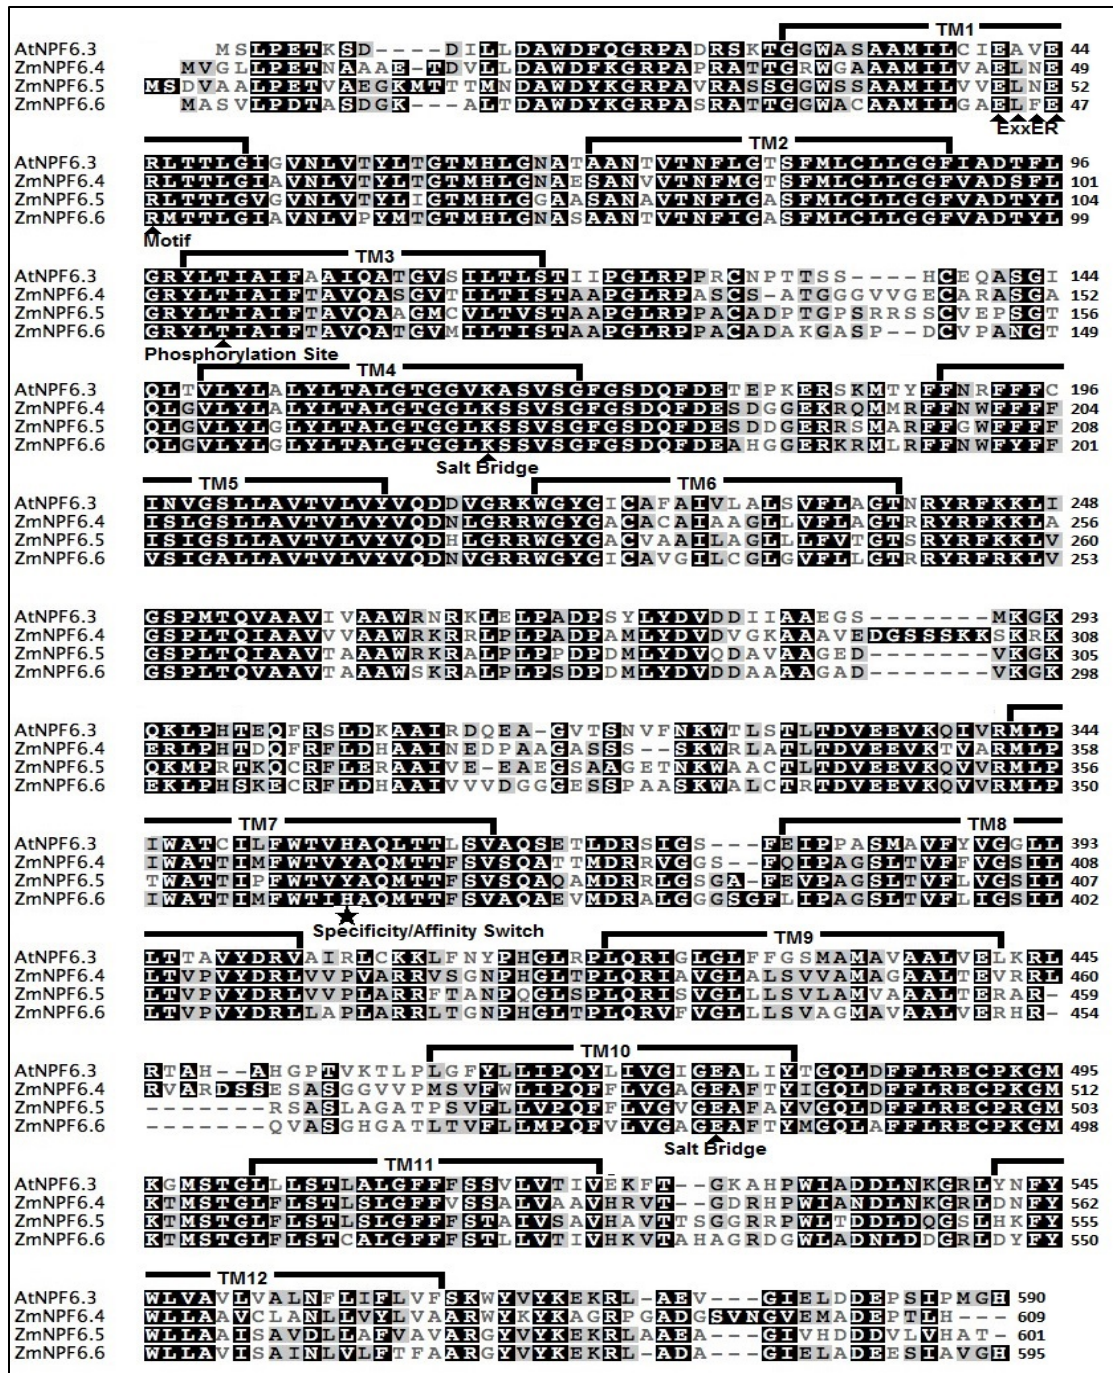 TM1
AtNPF6.3 MSLPETKSD----DILLDAWDFQGRPADRSKTGGWASAAMILCIEAVE 44
ZmNPF6.4 MVGLLPETNAAAE-TDVLLDAWDFKGRPAPRATTGRWGAAAMILVAELNE 49
ZmNPF6.5 MSDVAALPETVAEGKMTTTMNDAWDYKGRPAVRASSGGWSSAAMILVVELNE 52
ZmNPF6.6 MASVLPDTASDGK---ALTDAWDYKGRPASRATTGGWACAAMILGAELFE 47
ExxER
TM2
AtNPF6.3 RLTTLGIGVNLVTYLTGTMHLGNATAANTVTNFLGTSFMLCLLGGFIADTFL 96
ZmNPF6.4 RLTTLGIAVNLVTYLTGTMHLGNAESANVVTNFMGTSFMLCLLGGFVADSFL 101
ZmNPF6.5 RLTTLGVGVNLVTYLIGTMHLGGAASANAVTNFLGASFMLCLLGGFVADTYL 104
ZmNPF6.6 RMTTLGIAVNLVPYMTGTMHLGNASAANTVTNFIGASFMLCLLGGFVADTYL 99
Motif
TM3
AtNPF6.3 GRYLTIAIFAAIQATGVSILTLSTIIPGLRPPRCNPTTSS----HCEQASGI 144
ZmNPF6.4 GRYLTIAIFTAVQASGVTILTISTAAPGLRPASCS-ATGGGVVGECARASGA 152
ZmNPF6.5 GRYLTIAIFTAVQAAGMCVLTVSTAAPGLRPPACADPTGPSRRSSCVEPSGT 156
ZmNPF6.6 GRYLTIAIFTAVQATGVMILTISTAAPGLRPPACADAKGASP--DCVPANGT 149
Phosphorylation Site
TM4
AtNPF6.3 QLTVLYLALYLTALGTGGVKASVSGFGSDQFDETEPKERSKMTYFFNRFFFC 196
ZmNPF6.4 QLGVLYLALYLTALGTGGLKSSVSGFGSDQFDESDGGEKRQMMRFFNWFFFF 204
ZmNPF6.5 QLGVLYLGLYLTALGTGGLKSSVSGFGSDQFDESDDGERRSMARFFGWFFFF 208
ZmNPF6.6 QLGVLYLGLYLTALGTGGLKSSVSGFGSDQFDEAHGGERKRMLRFFNWFYFF 201
Salt Bridge
TM5 TM6
AtNPF6.3 INVGSLLAVTVLVYVQDDVGRKWGYGICAFAIVLALSVFLAGTNRYRFKKLI 248
ZmNPF6.4 ISLGSLLAVTVLVYVQDNLGRRWGYGACACAIAAGLLVFLAGTRRYRFKKLA 256
ZmNPF6.5 ISIGSLLAVTVLVYVQDHLGRRWGYGACVAAILAGLLLFVTGTSRYRFKKLV 260
ZmNPF6.6 VSIGALLAVTVLVYVQDNVGRRWGYGICAVGILCGLGVFLLGTRRYRFRKLV 253
AtNPF6.3 GSPMTQVAAVIVAAWRNRKLELPADPSYLYDVDDIIAAEGS-------MKGK 293
ZmNPF6.4 GSPLTQIAAVVVAAWRKRRLPLPADPAMLYDVDVGKAAAVEDGSSSKKSKRK 308
ZmNPF6.5 GSPLTQIAAVTAAAWRKRALPLPPDPDMLYDVQDAVAAGED-------VKGK 305
ZmNPF6.6 GSPLTQVAAVTAAAWSKRALPLPSDPDMLYDVDDAAAAGAD-------VKGK 298
AtNPF6.3 QKLPHTEQFRSLDKAAIRDQEA-GVTSNVFNKWTLSTLTDVEEVKQIVRMLP 344
ZmNPF6.4 ERLPHTDQFRFLDHAAINEDPAAGASSS--SKWRLATLTDVEEVKTVARMLP 358
ZmNPF6.5 QKMPRTKQCRFLERAAIVE-EAEGSAAGETNKWAACTLTDVEEVKQVVRMLP 356
ZmNPF6.6 EKLPHSKECRFLDHAAIVVVDGGGESSPAASKWALCTRTDVEEVKQVVRMLP 350
TM7 TM8
AtNPF6.3 IWATCILFWTVHAQLTTLSVAQSETLDRSIGS---FEIPPASMAVFYVGGLL 393
ZmNPF6.4 IWATTIMFWTVYAQMTTFSVSQATTMDRRVGGS--FQIPAGSLTVFFVGSIL 408
ZmNPF6.5 TWATTIPFWTVYAQMTTFSVSQAQAMDRRLGSGA-FEVPAGSLTVFLVGSIL 407
ZmNPF6.6 IWATTIMFWTIHAQMTTFSVAQAEVMDRALGGGSGFLIPAGSLTVFLIGSIL 402
Specificity/Affinity Switch
TM9
AtNPF6.3 LTTAVYDRVAIRLCKKLFNYPHGLRPLQRIGLGLFFGSMAMAVAALVELKRL 445
ZmNPF6.4 LTVPVYDRLVVPVARRVSGNPHGLTPLQRIAVGLALSVVAMAGAALTEVRRL 460
ZmNPF6.5 LTVPVYDRLVVPLARRFTANPQGLSPLQRISVGLLLSVLAMVAAALTERAR- 459
ZmNPF6.6 LTVPVYDRLLAPLARRLTGNPHGLTPLQRVFVGLLLSVAGMAVAALVERHR- 454
TM10
AtNPF6.3 RTAH--AHGPTVKTLPLGFYLLIPQYLIVGIGEALIYTGQLDFFLRECPKGM 495
ZmNPF6.4 RVARDSSESASGGVVPMSVFWLIPQFFLVGAGEAFTYIGQLDFFLRECPKGM 512
ZmNPF6.5 -------RSASLAGATPSVFLLVPQFFLVGVGEAFAYVGQLDFFLRECPRGM 503
ZmNPF6.6 -------QVASGHGATLTVFLLMPQFVLVGAGEAFTYMGQLAFFLRECPKGM 498
Salt Bridge
TM11
AtNPF6.3 KGMSTGLLLSTLALGFFFSSVLVTIVEKFT--GKAHPWIADDLNKGRLYNFY 545
ZmNPF6.4 KTMSTGLFLSTLSLGFFVSSALVAAVHRVT--GDRHPWIANDLNKGRLDNFY 562
ZmNPF6.5 KTMSTGLFLSTLSLGFFFSTAIVSAVHAVTTSGGRRPWLTDDLDQGSLHKFY 555
ZmNPF6.6 KTMSTGLFLSTCALGFFFSTLLVTIVHKVTAHAGRDGWLADNLDDGRLDYFY 550
TM12
AtNPF6.3 WLVAVLVALNFLIFLVFSKWYVYKEKRL-AEV---GIELDDEPSIPMGH 590
ZmNPF6.4 WLLAAVCLANLLVYLVAARWYKYKAGRPGADGSVNGVEMADEPTLH--- 609
ZmNPF6.5 WLLAAISAVDLLAFVAVARGYVYKEKRLAAEA---GIVHDDDVLVHAT- 601
ZmNPF6.6 WLLAVISAINLVLFTFAARGYVYKEKRL-ADA---GIELADEESIAVGH 595